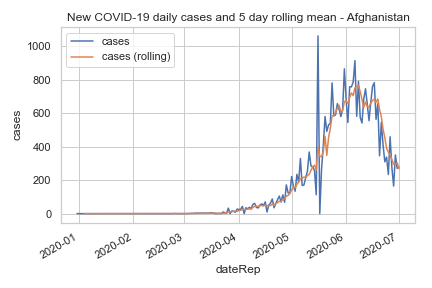 New COVID-19 daily cases and 5 day rolling mean - Afghanistan
cases
cases (rolling)
1000
800
600
400
200
0
cases
2020-01
2020-02
2020-03
2020-04
2020-05
2020-06
2020-07
dateRep